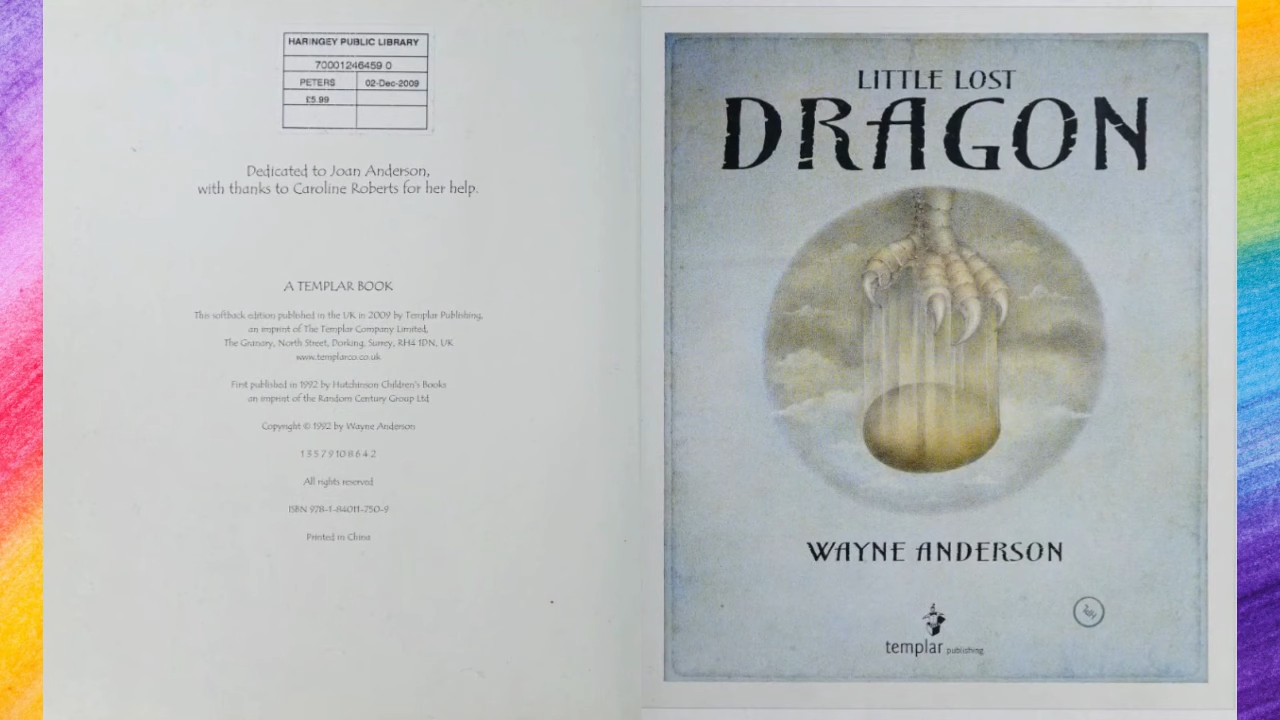 HARINGEY PUBLIC LIBRARY
70001246459 0
PETERS 02-Dec-2009
£5.99
Dedicated to Joan Anderson,
with thanks to Caroline Roberts for her help.
A TEMPLAR BOOK
This softback edition published in the UK in 2009 by Templar Publishing,
an imprint of The Templar Company Limited,
The Granary, North Street, Dorking, Surrey, RH4 1DN, UK
www.templarco.co.uk
First published in 1992 by Hutchinson Children's Books
an imprint of the Random Century Group Ltd
Copyright © 1992 by Wayne Anderson
1 3 5 7 9 10 8 6 4 2
All rights reserved
ISBN 978-1-84011-750-9
Printed in China
LITTLE LOST
DRAGON
WAYNE ANDERSON
templar publishing